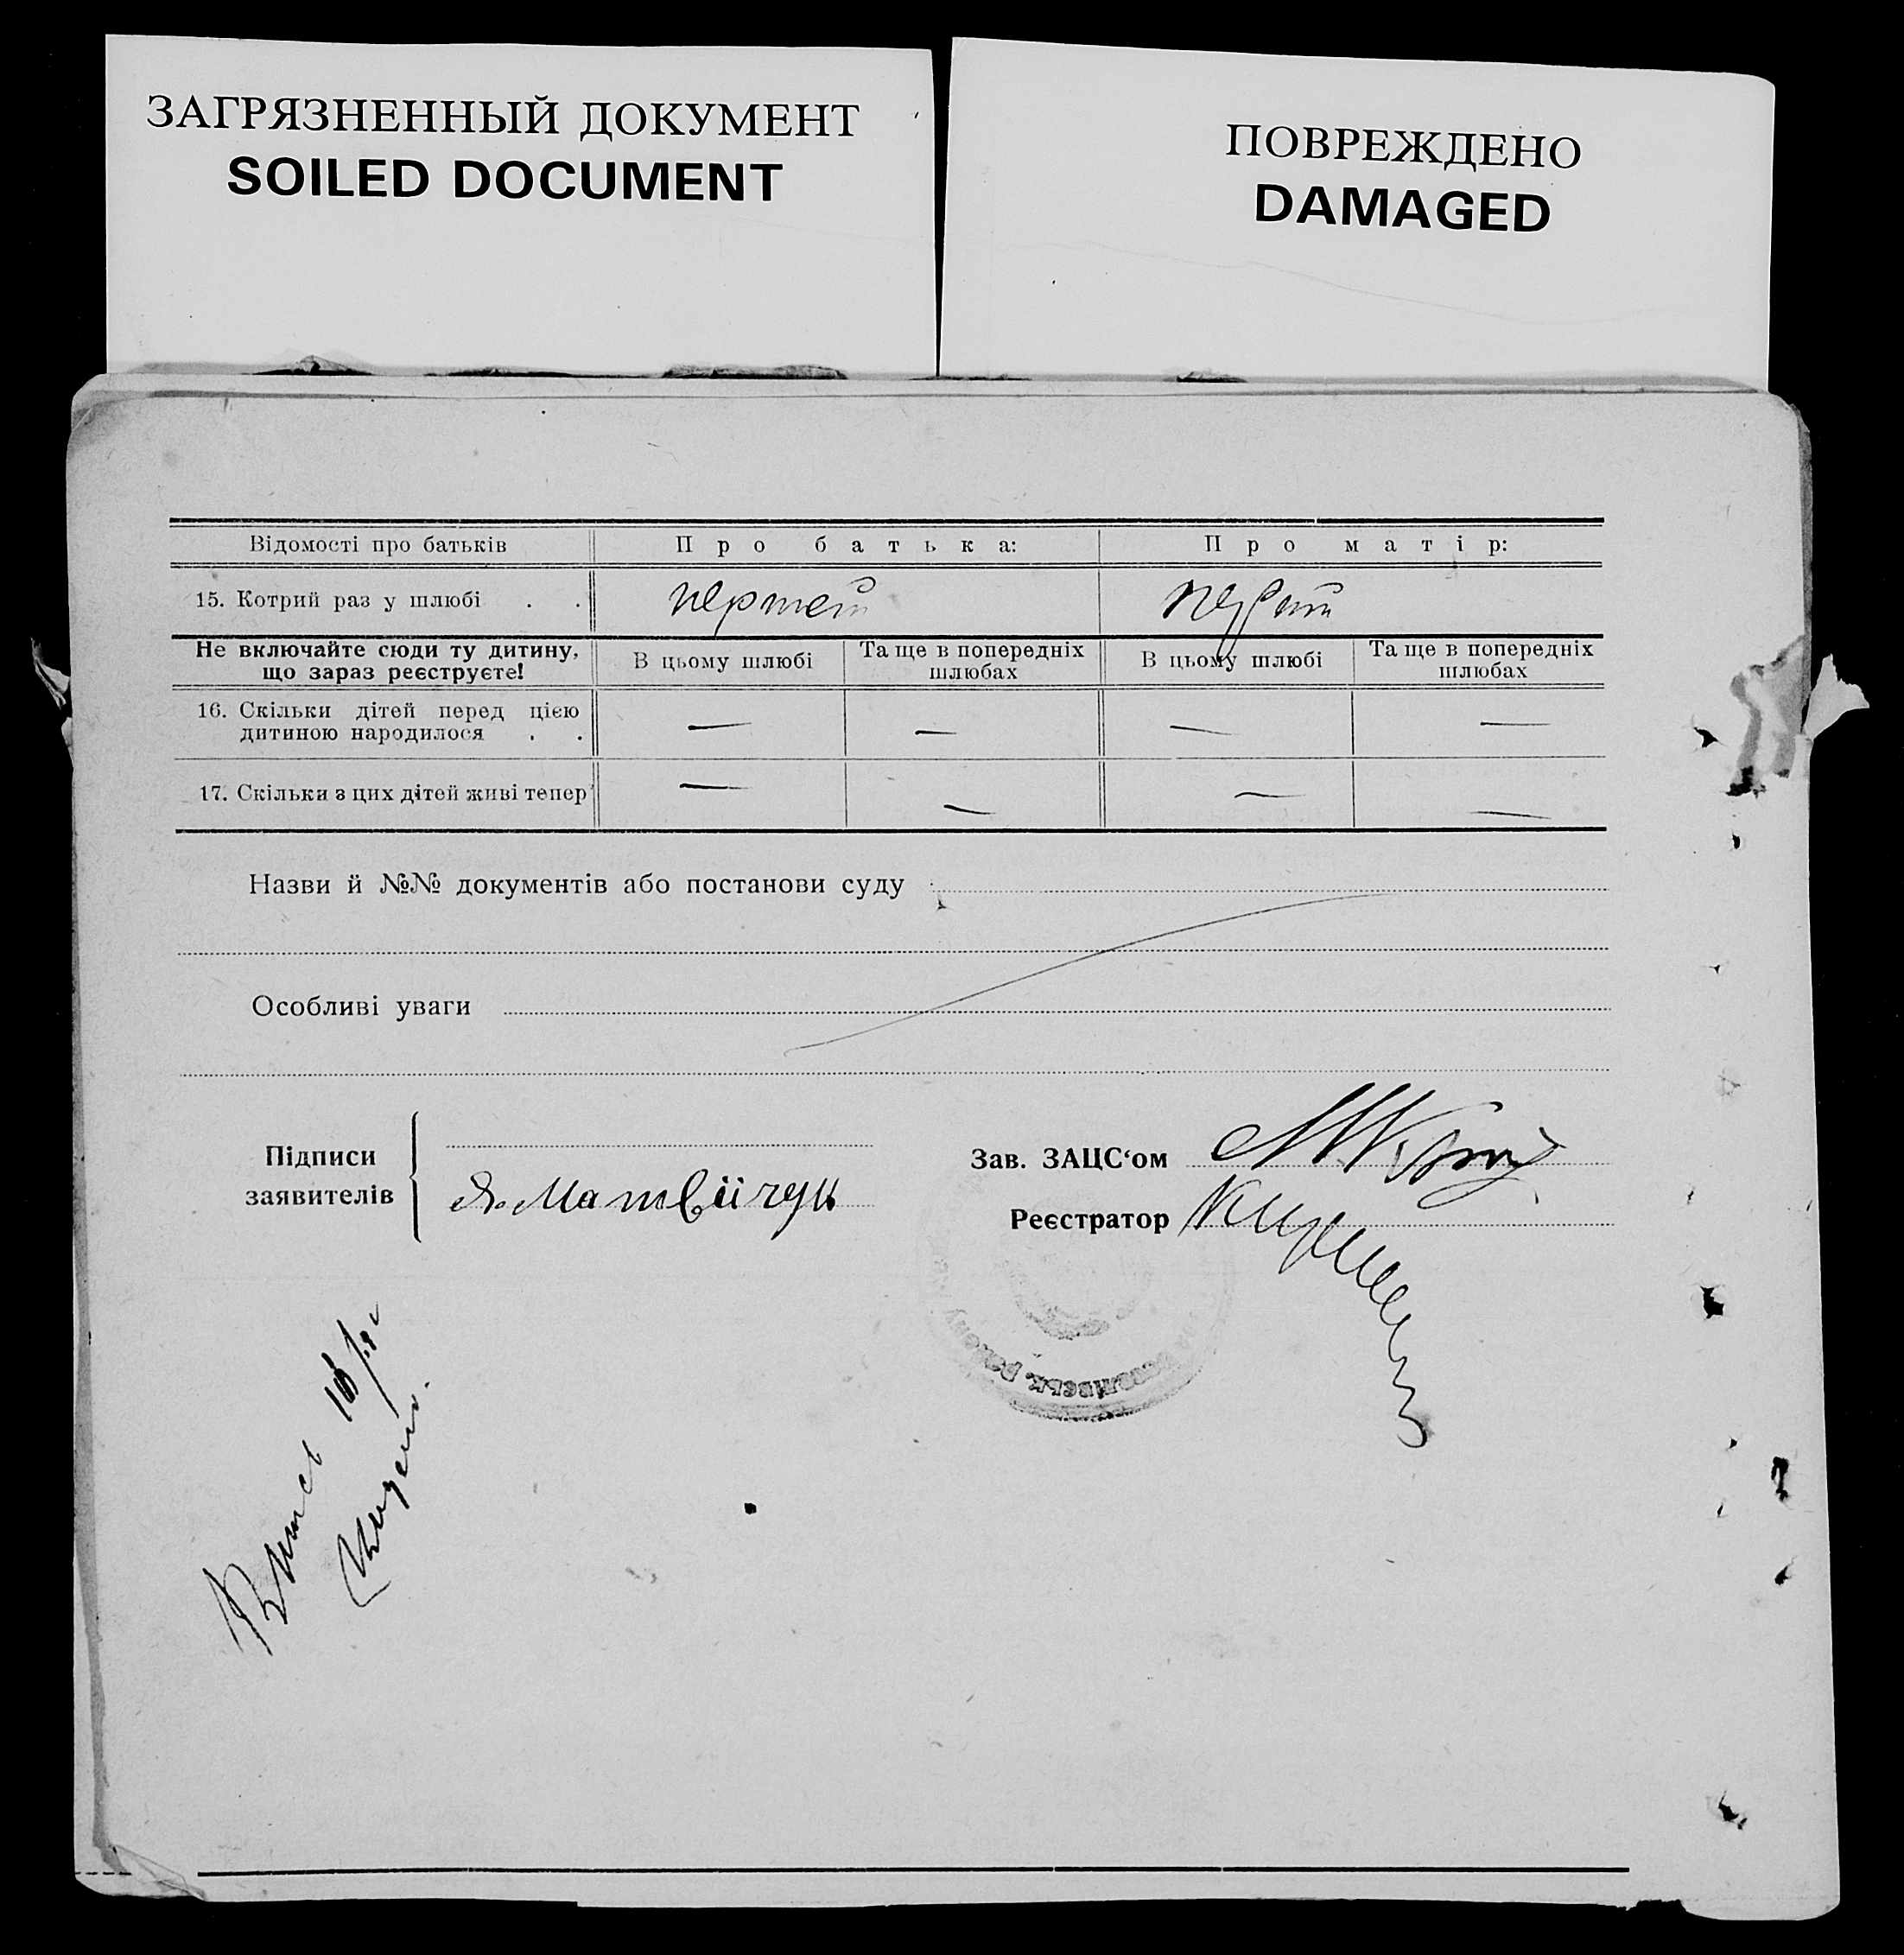 ЗАГРЯЗНЕННЫЙ ДОКУМЕНТ
SOILED DOCUMENT
ПОВРЕЖДЕНО
DAMAGED
Відомості про батьків
Про батька:
Про матір:
15. Котрий раз у шлюбі . .
Не включайте сюди ту дитину,
що зараз реєструєте!
В цьому шлюбі
Та ще в попередніх
шлюбах
В цьому шлюбі
Та ще в попередніх
шлюбах
16. Скільки дітей перед цією
дитиною народилося . .
— — — —
17. Скільки з цих дітей живі тепер
— — — —
Назви й №№ документів або постанови суду
Особливі уваги
Підписи
заявителів
Зав. ЗАЦС‘ом
Реєстратор